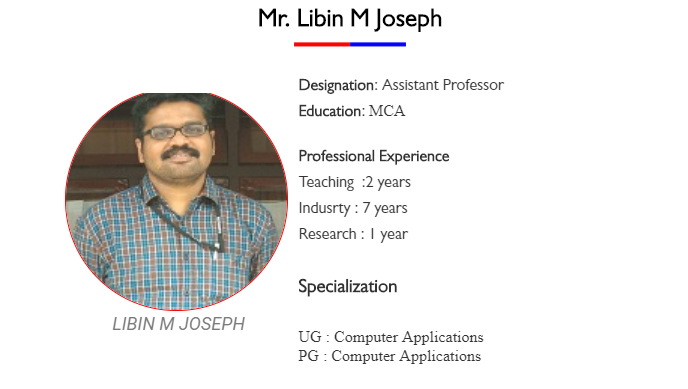 Mr. Libin M Joseph
Designation: Assistant Professor
Education: MCA
Professional Experience
Teaching :2 years
Indusrty : 7 years
Research : 1 year
Specialization
UG : Computer Applications
PG : Computer Applications
LIBIN M JOSEPH